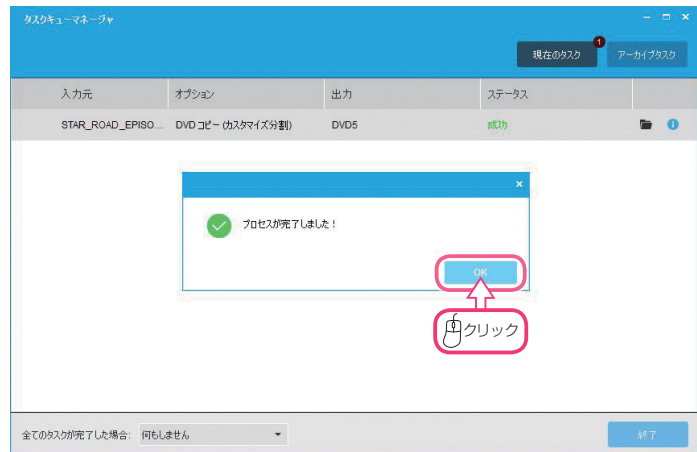 タスクキューマネージャ
現在のタスク
1
アーカイブタスク
入力元 オプション 出力 ステータス
STAR_ROAD_EPISO... DVD コピー (カスタマイズ分割) DVD5 成功
プロセスが完了しました!
OK
クリック
全てのタスクが完了した場合: 何もしません
終了